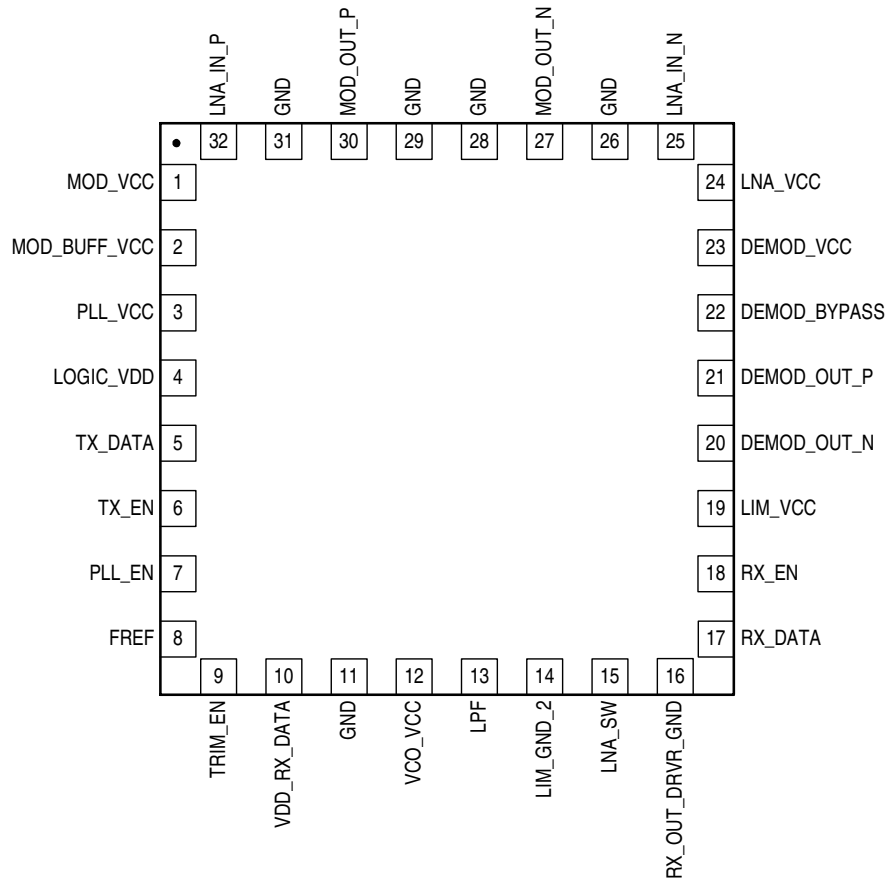 LNA_IN_P
GND
MOD_OUT_P
GND
GND
MOD_OUT_N
GND
LNA_IN_N
32 31 30 29 28 27 26 25
MOD_VCC 1
24 LNA_VCC
MOD_BUFF_VCC 2
23 DEMOD_VCC
PLL_VCC 3
22 DEMOD_BYPASS
LOGIC_VDD 4
21 DEMOD_OUT_P
TX_DATA 5
20 DEMOD_OUT_N
TX_EN 6
19 LIM_VCC
PLL_EN 7
18 RX_EN
FREF 8
17 RX_DATA
9 10 11 12 13 14 15 16
TRIM_EN
VDD_RX_DATA
GND
VCO_VCC
LPF
LIM_GND_2
LNA_SW
RX_OUT_DRVR_GND